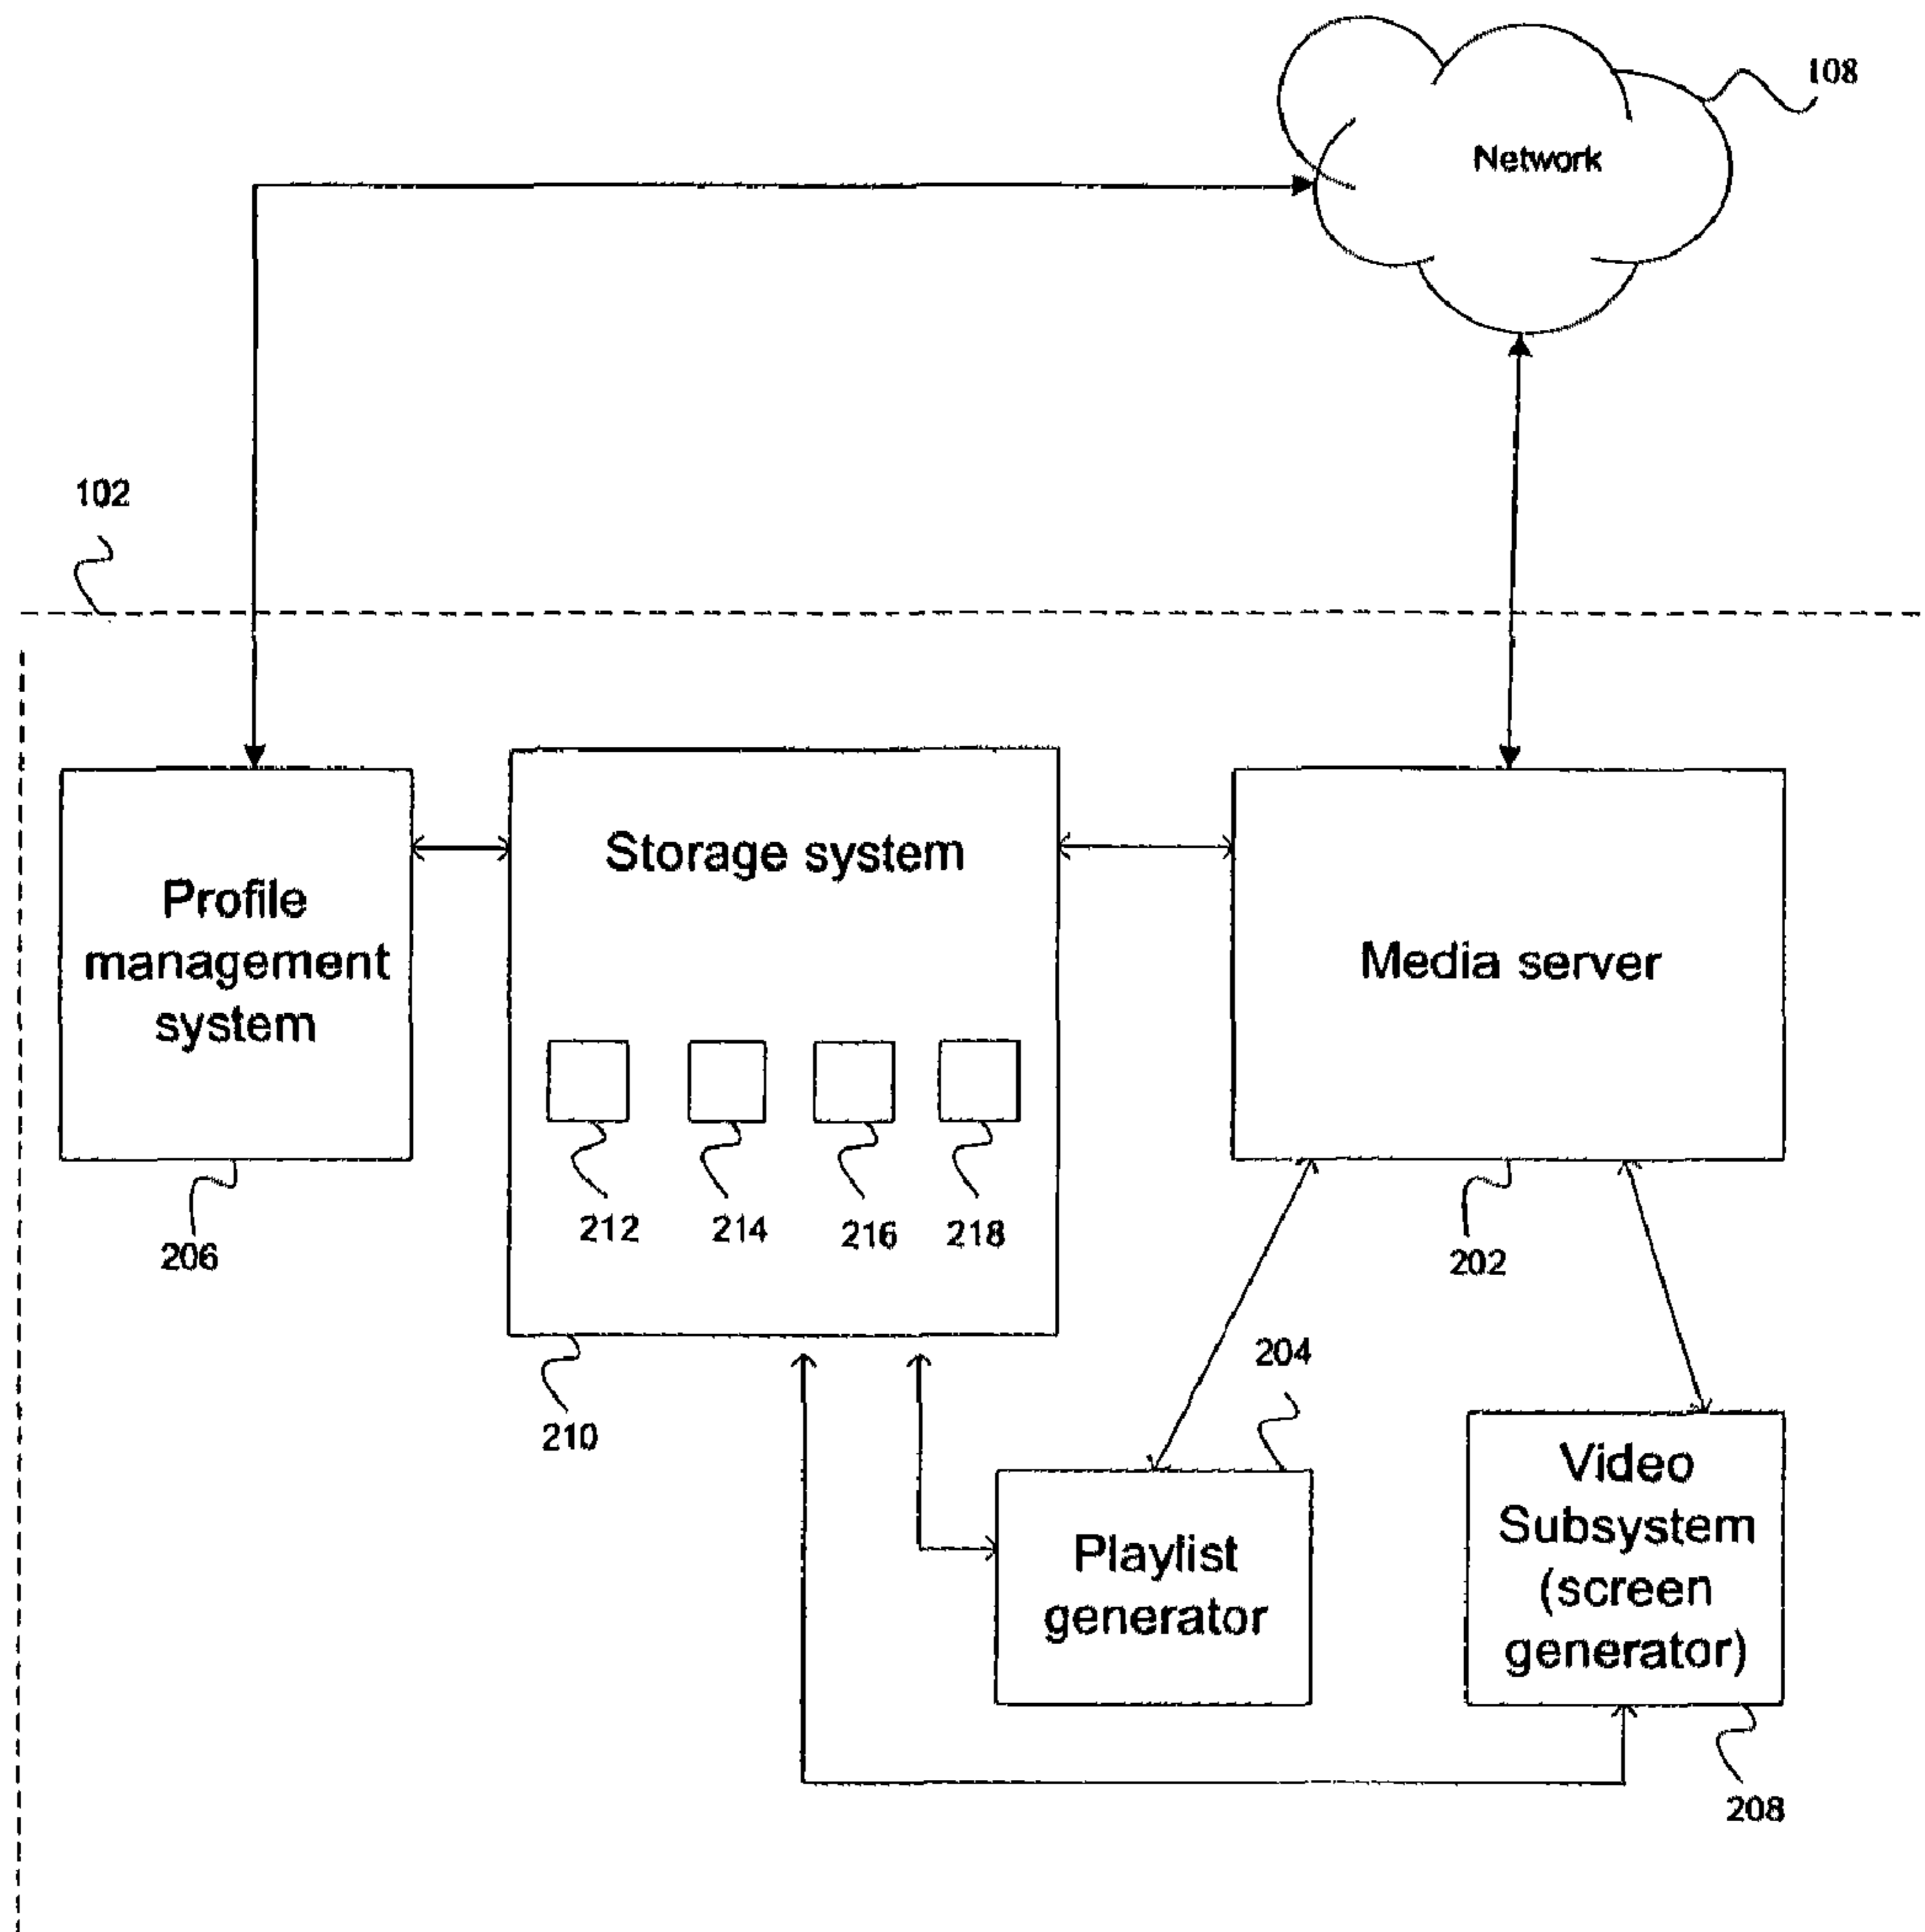 108
Network
102
Profile
management
system
Storage system
Media server
212
214
216
218
206
202
204
210
Playlist
generator
Video
Subsystem
(screen
generator)
208